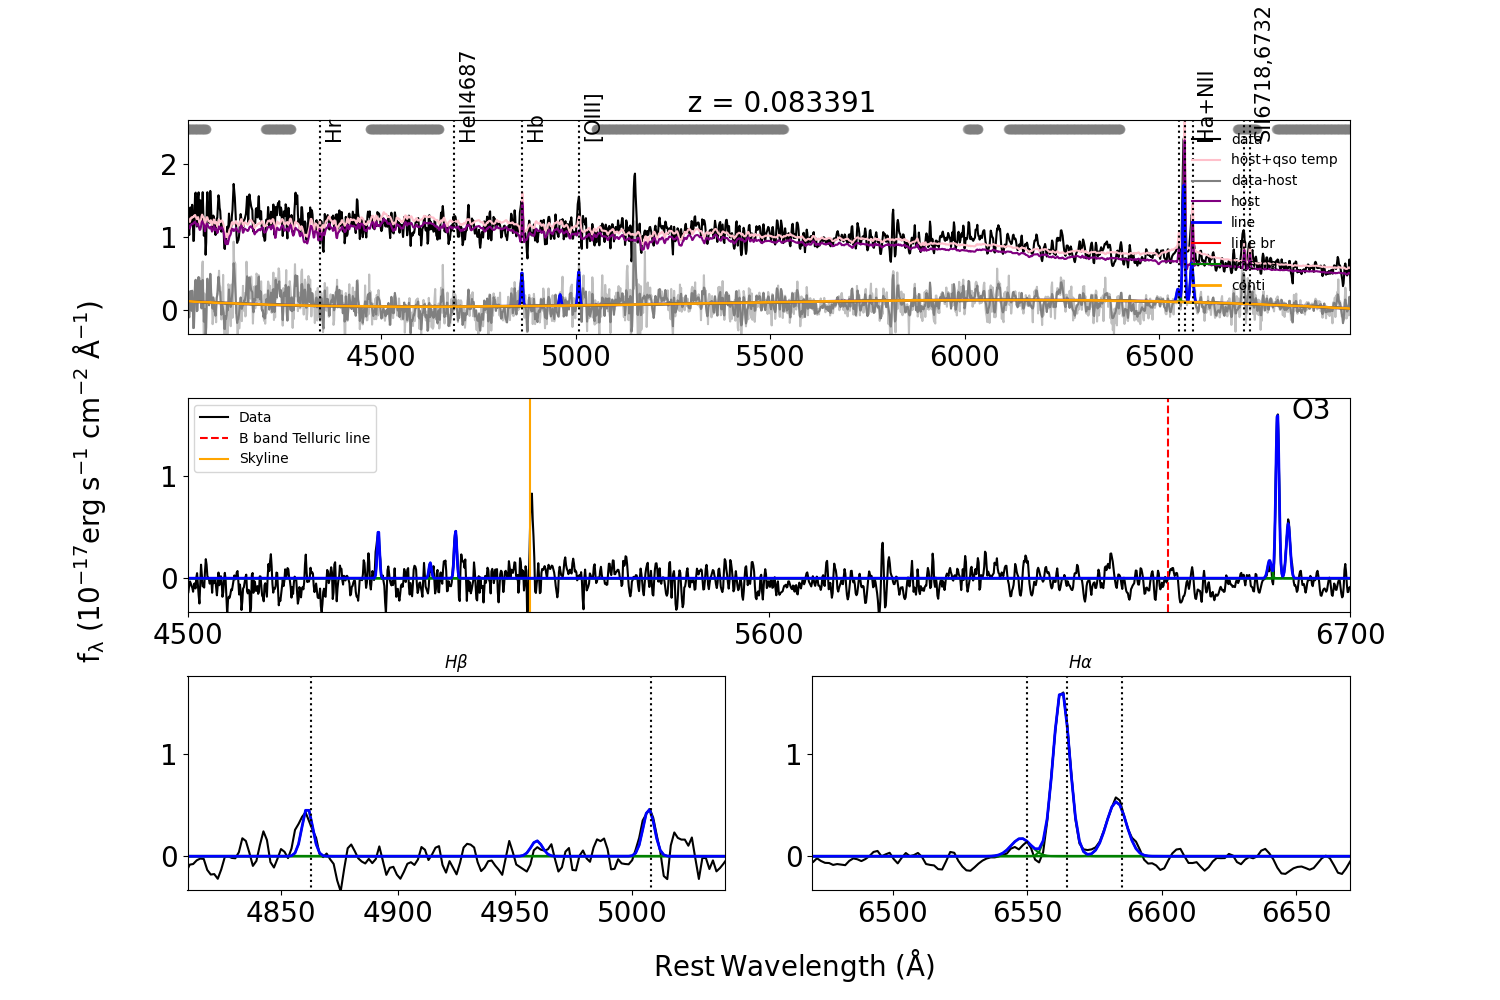 z = 0.083391
Hr
HeII4687
Hb
[OIII]
Ha+NII
SII6718,6732
data
host+qso temp
data-host
host
line
line br
conti
2
1
0
4500 5000 5500 6000 6500
Data
B band Telluric line
Skyline
O3
1
0
4500 5600 6700
fλ (10−17erg s−1 cm−2 Å−1)
Hβ
1
0
4850 4900 4950 5000
Hα
1
0
6500 6550 6600 6650
Rest Wavelength (Å)